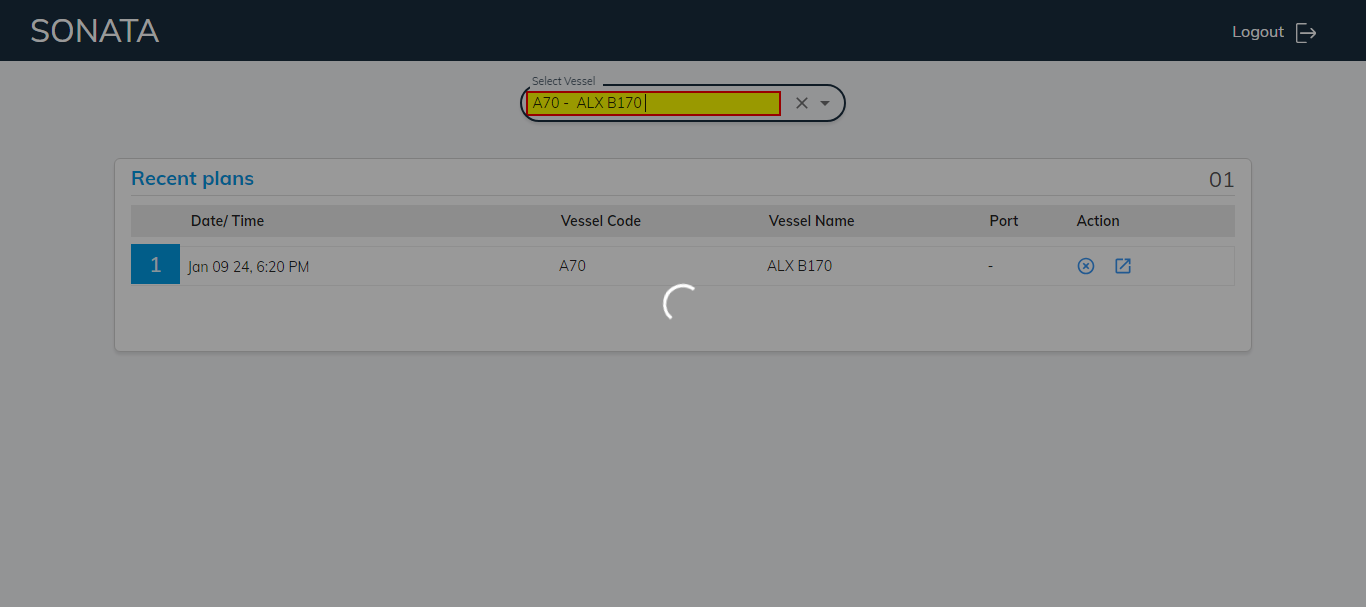 SONATA
Logout
Select Vessel
A70 -  ALX B170
Recent plans 01
Date/ Time Vessel Code Vessel Name Port Action
1 Jan 09 24, 6:20 PM A70 ALX B170 -